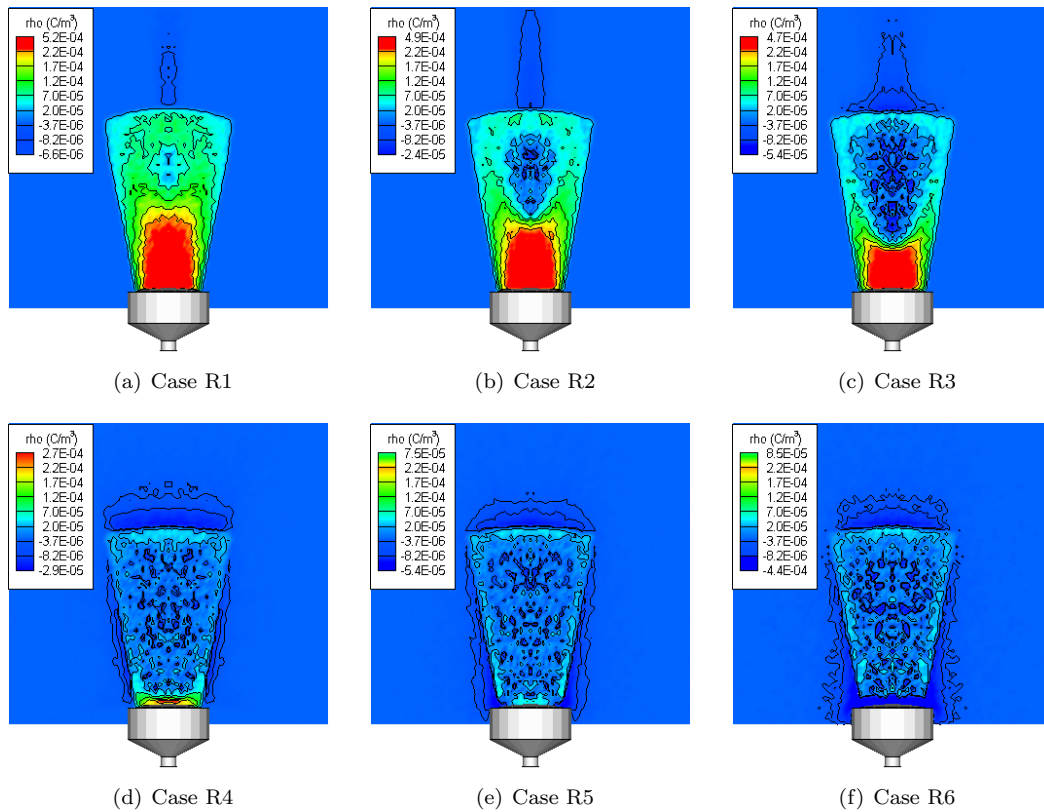 rho (C/m³)
5.2E-04
2.2E-04
1.7E-04
1.2E-04
7.0E-05
2.0E-05
-3.7E-06
-8.2E-06
-6.6E-06
(a) Case R1
rho (C/m³)
4.9E-04
2.2E-04
1.7E-04
1.2E-04
7.0E-05
2.0E-05
-3.7E-06
-8.2E-06
-2.4E-05
(b) Case R2
rho (C/m³)
4.7E-04
2.2E-04
1.7E-04
1.2E-04
7.0E-05
2.0E-05
-3.7E-06
-8.2E-06
-5.4E-05
(c) Case R3
rho (C/m³)
2.7E-04
2.2E-04
1.7E-04
1.2E-04
7.0E-05
2.0E-05
-3.7E-06
-8.2E-06
-2.9E-05
(d) Case R4
rho (C/m³)
7.5E-05
2.2E-04
1.7E-04
1.2E-04
7.0E-05
2.0E-05
-3.7E-06
-8.2E-06
-5.4E-05
(e) Case R5
rho (C/m³)
8.5E-05
2.2E-04
1.7E-04
1.2E-04
7.0E-05
2.0E-05
-3.7E-06
-8.2E-06
-4.4E-04
(f) Case R6